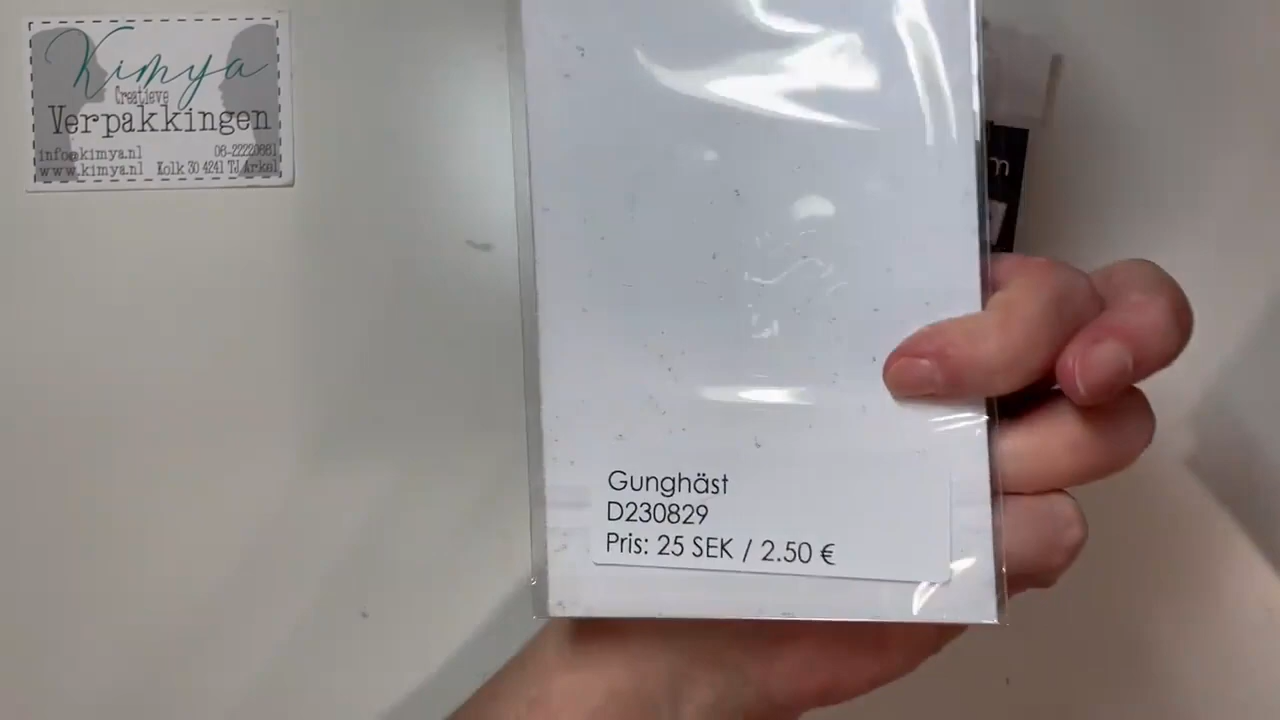 Kimya
Creatieve
Verpakkingen
info@kimya.nl 06-22220661
www.kimya.nl Kolk 30 4241 TJ Arkel
m
Gunghäst
D230829
Pris: 25 SEK / 2.50 €